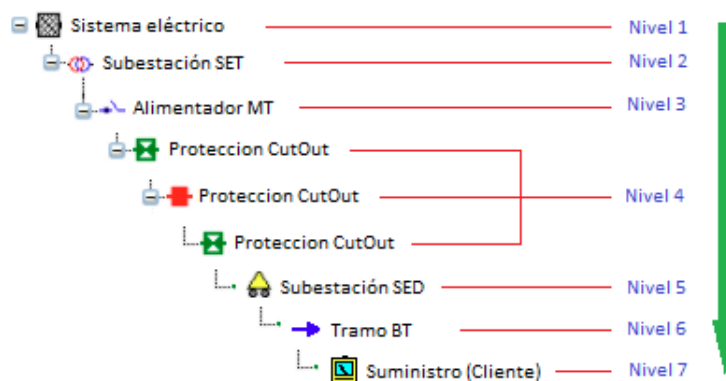 Sistema eléctrico Nivel 1
Subestación SET Nivel 2
Alimentador MT Nivel 3
Proteccion CutOut
Proteccion CutOut Nivel 4
Proteccion CutOut
Subestación SED Nivel 5
Tramo BT Nivel 6
Suministro (Cliente) Nivel 7